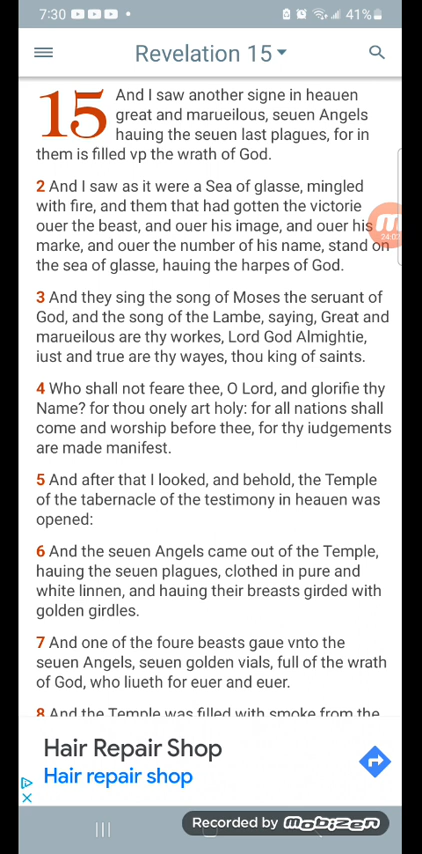 7:30
41%
Revelation 15
15 And I saw another signe in heauen
great and marueilous, seuen Angels
hauing the seuen last plagues, for in
them is filled vp the wrath of God.
2 And I saw as it were a Sea of glasse, mingled
with fire, and them that had gotten the victorie
ouer the beast, and ouer his image, and ouer his
marke, and ouer the number of his name, stand on
the sea of glasse, hauing the harpes of God.
24:07
3 And they sing the song of Moses the seruant of
God, and the song of the Lambe, saying, Great and
marueilous are thy workes, Lord God Almightie,
iust and true are thy wayes, thou king of saints.
4 Who shall not feare thee, O Lord, and glorifie thy
Name? for thou onely art holy: for all nations shall
come and worship before thee, for thy iudgements
are made manifest.
5 And after that I looked, and behold, the Temple
of the tabernacle of the testimony in heauen was
opened:
6 And the seuen Angels came out of the Temple,
hauing the seuen plagues, clothed in pure and
white linnen, and hauing their breasts girded with
golden girdles.
7 And one of the foure beasts gaue vnto the
seuen Angels, seuen golden vials, full of the wrath
of God, who liueth for euer and euer.
8 And the Temple was filled with smoke from the
Hair Repair Shop
Hair repair shop
Recorded by mobizen